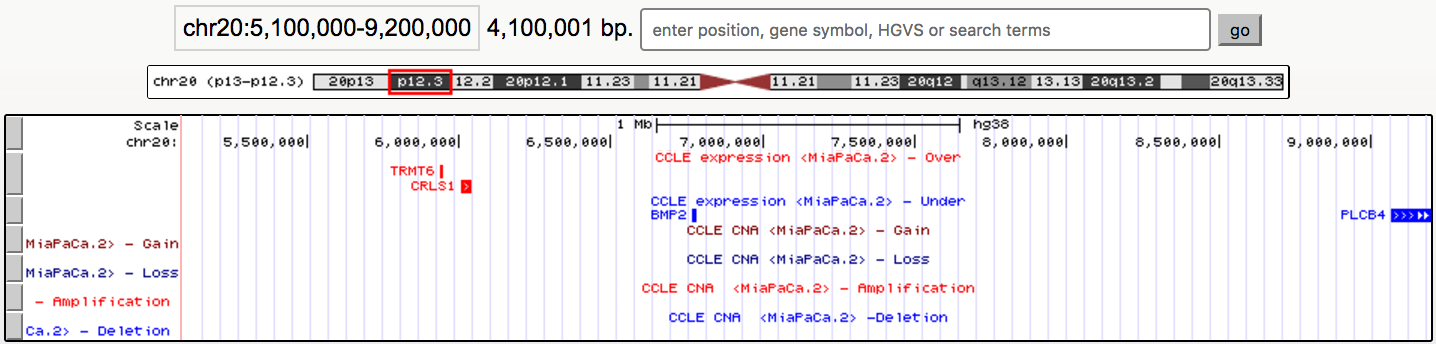 chr20:5,100,000-9,200,000 4,100,001 bp. enter position, gene symbol, HGVS or search terms go
chr20 (p13-p12.3) 20p13 p12.3 12.2 20p12.1 11.23 11.21 11.21 11.23 20q12 q13.12 13.13 20q13.2 20q13.33
Scale 1 Mb hg38
chr20: 5,500,000 6,000,000 6,500,000 7,000,000 7,500,000 8,000,000 8,500,000 9,000,000
CCLE expression <MiaPaCa.2> - Over
TRMT6
CRLS1
CCLE expression <MiaPaCa.2> - Under
BMP2 PLCB4
CCLE CNA <MiaPaCa.2> - Gain
MiaPaCa.2> - Gain
CCLE CNA <MiaPaCa.2> - Loss
MiaPaCa.2> - Loss
CCLE CNA <MiaPaCa.2> - Amplification
- Amplification
CCLE CNA <MiaPaCa.2> -Deletion
Ca.2> - Deletion